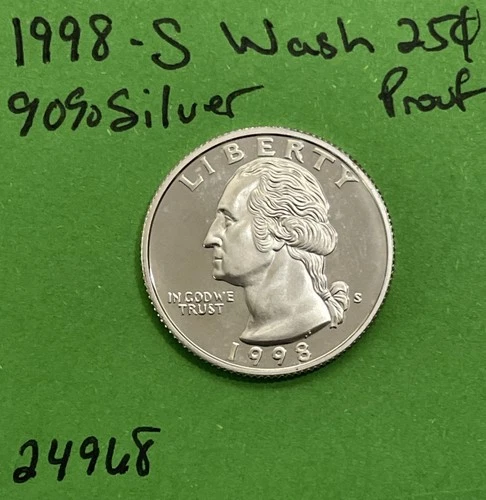 1998-S Wash 25¢
90% Silver Proof
LIBERTY
IN GOD WE
TRUST
S
1998
24968